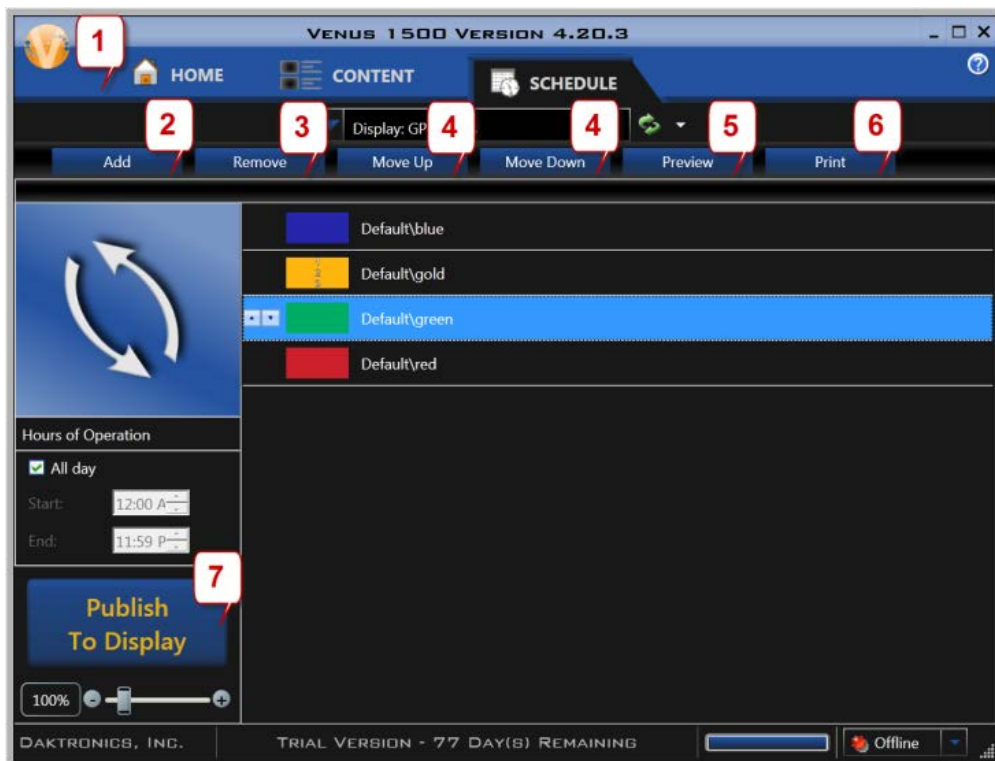 VENUS 1500 VERSION 4.20.3
1
HOME
CONTENT
SCHEDULE
2
3
Display: GP
4
4
5
6
Add
Remove
Move Up
Move Down
Preview
Print
Default\blue
Default\gold
Default\green
Default\red
Hours of Operation
All day
Start:
12:00 A
End:
11:59 P
7
Publish
To Display
100%
DAKTRONICS, INC.
TRIAL VERSION - 77 DAY(S) REMAINING
Offline